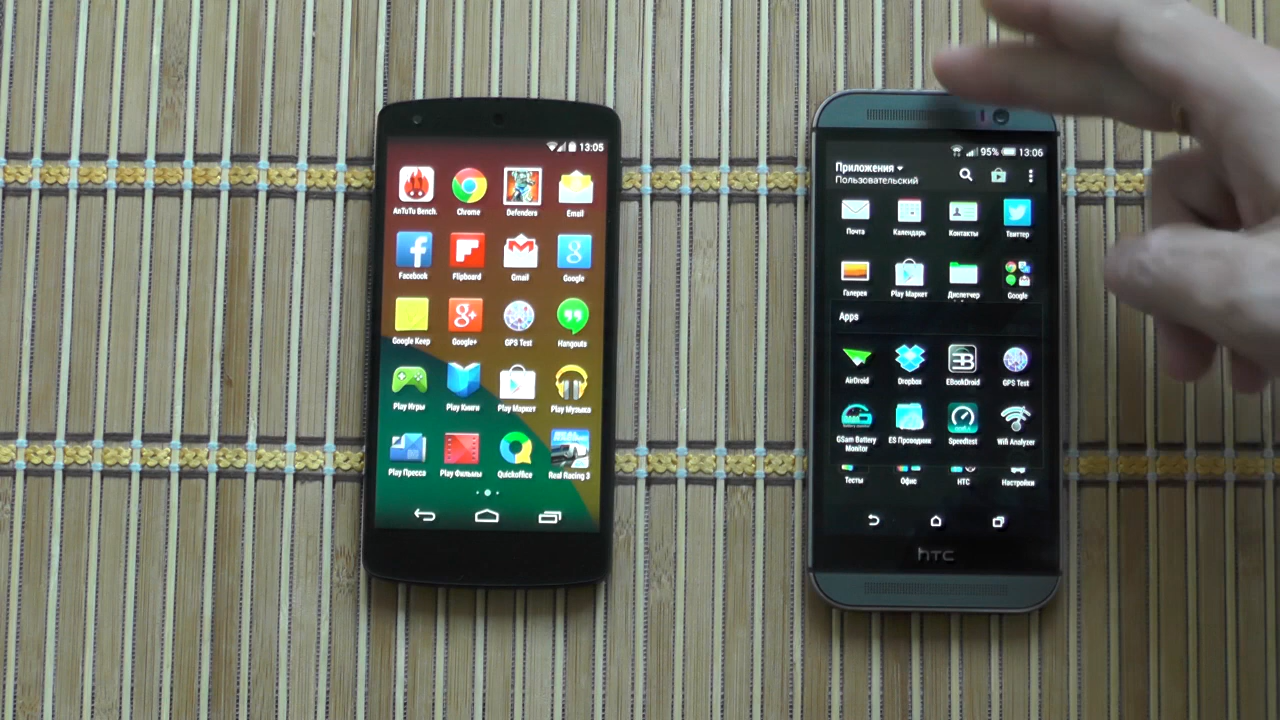 13:05
AnTuTu Bench.
Chrome
Defenders
Email
Facebook
Flipboard
Gmail
Google
Google Keep
Google+
GPS Test
Hangouts
Play Игры
Play Книги
Play Маркет
Play Музыка
Play Пресса
Play Фильмы
Quickoffice
Real Racing 3
95% 13:06
Приложения
Пользовательский
Почта
Календарь
Контакты
Твиттер
Галерея
Play Маркет
Диспетчер
Google
Apps
AirDroid
Dropbox
EBookDroid
GPS Test
GSam Battery
Monitor
ES Проводник
Speedtest
Wifi Analyzer
Тесты
Офис
HTC
Настройки
hTC